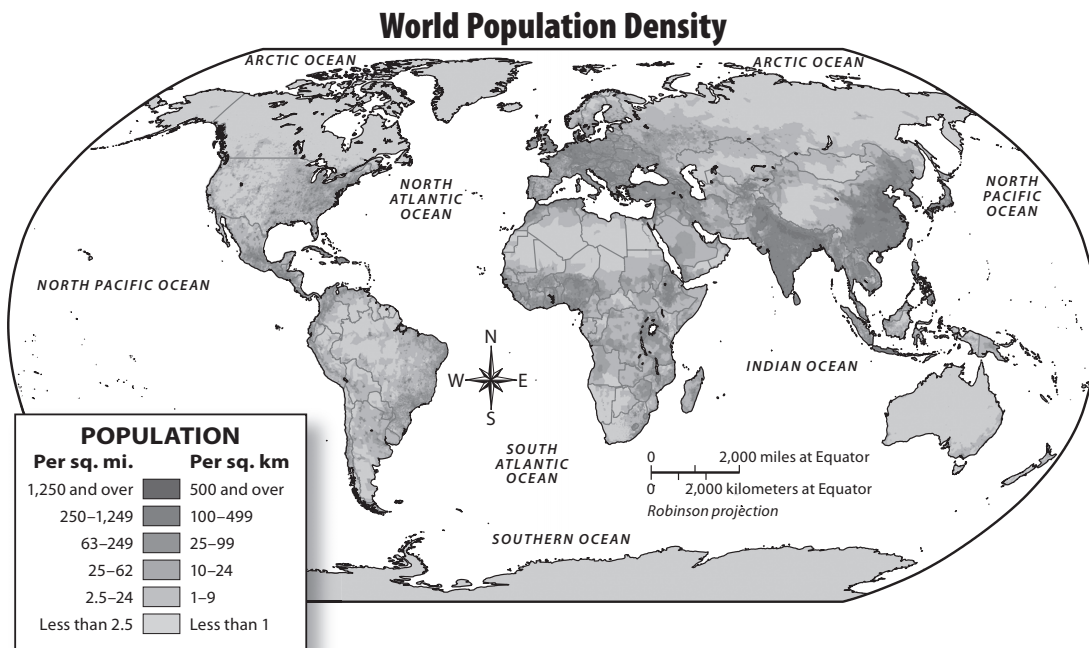 World Population Density
ARCTIC OCEAN
ARCTIC OCEAN
NORTH
ATLANTIC
OCEAN
NORTH
PACIFIC
OCEAN
NORTH PACIFIC OCEAN
INDIAN OCEAN
N
W E
S
SOUTH
ATLANTIC
OCEAN
0 2,000 miles at Equator
0 2,000 kilometers at Equator
Robinson projèction
SOUTHERN OCEAN
POPULATION
Per sq. mi. Per sq. km
1,250 and over 500 and over
250–1,249 100–499
63–249 25–99
25–62 10–24
2.5–24 1–9
Less than 2.5 Less than 1